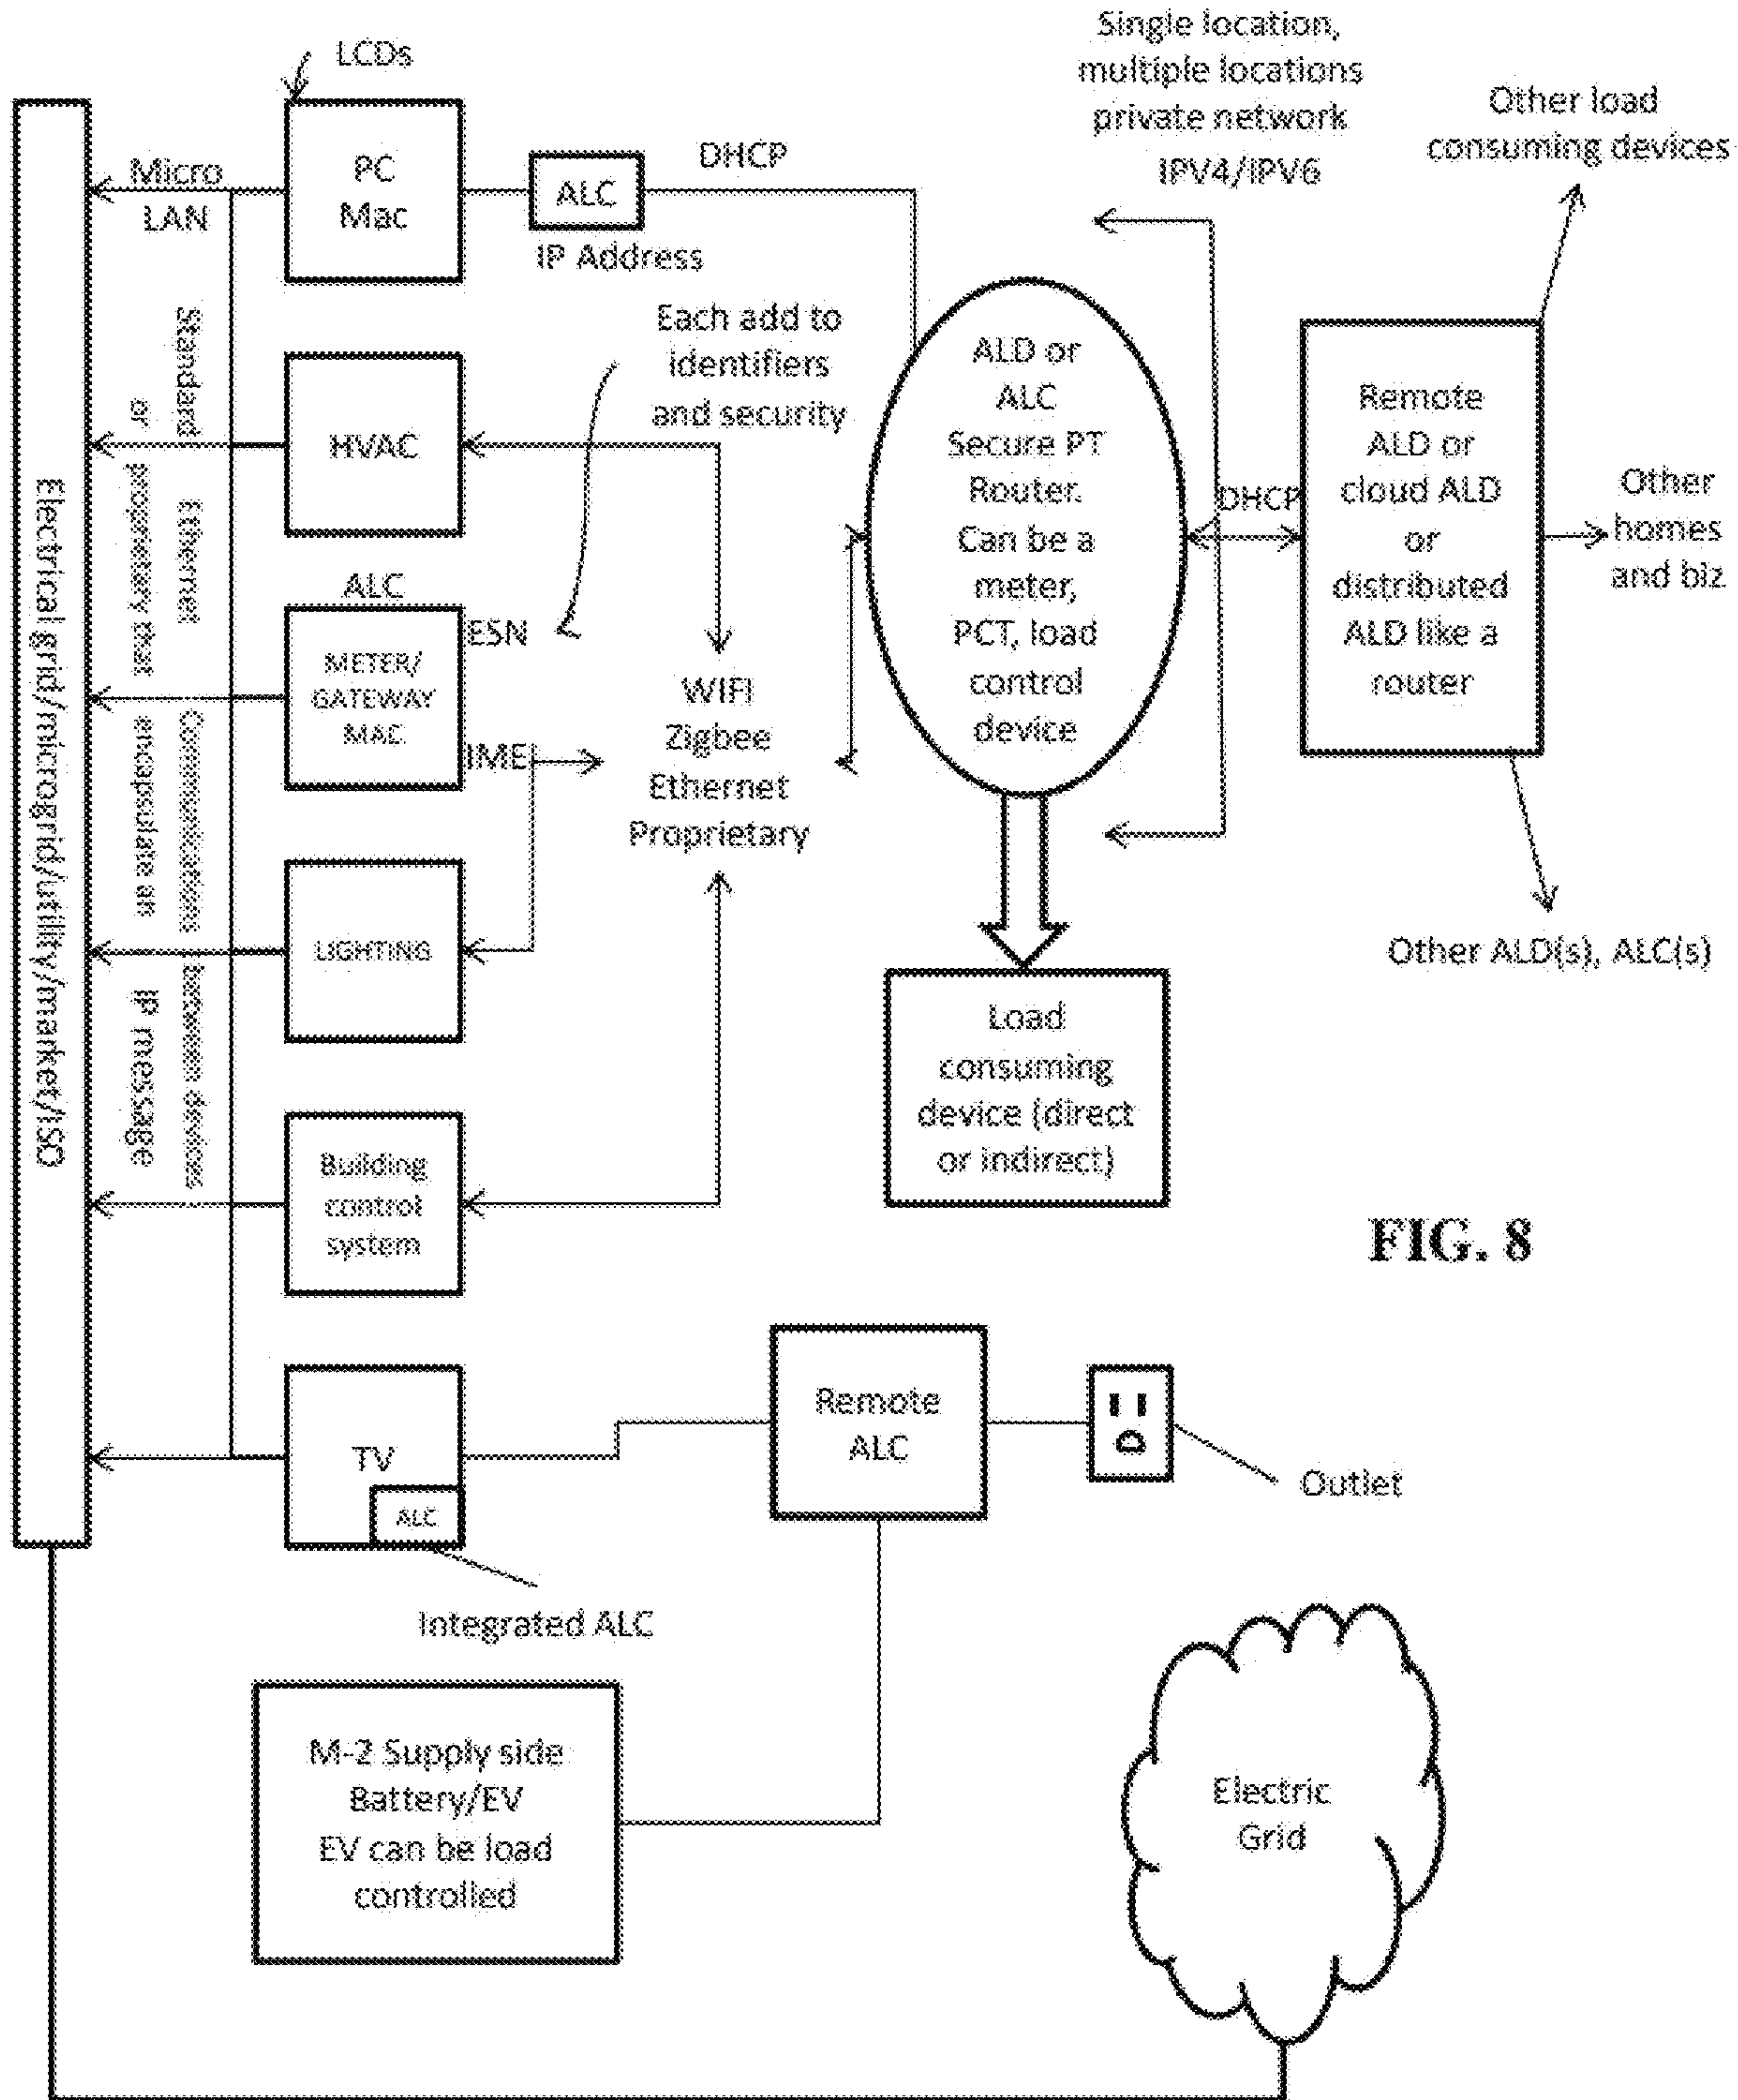 LCDs
PC
Mac
Micro
LAN
ALC
IP Address
DHCP
Single location,
multiple locations
private network
IPV4/IPV6
Other load
consuming devices
Each add to
identifiers
and security
HVAC
ALC
METER/
GATEWAY
MAC
ESN
IME
WIFI
Zigbee
Ethernet
Proprietary
ALD or
ALC
Secure PT
Router.
Can be a
meter,
PCT, load
control
device
DHCP
Remote
ALD or
cloud ALD
or
distributed
ALD like a
router
Other
homes
and biz
Other ALD(s), ALC(s)
Electrical grid/microgrid/utility/market/ISO
Standard Ethernet Communications between devices
or proprietary that encapsulate an IP message
LIGHTING
Load
consuming
device (direct
or indirect)
Building
control
system
FIG. 8
TV
ALC
Integrated ALC
Remote
ALC
Outlet
M-2 Supply side
Battery/EV
EV can be load
controlled
Electric
Grid